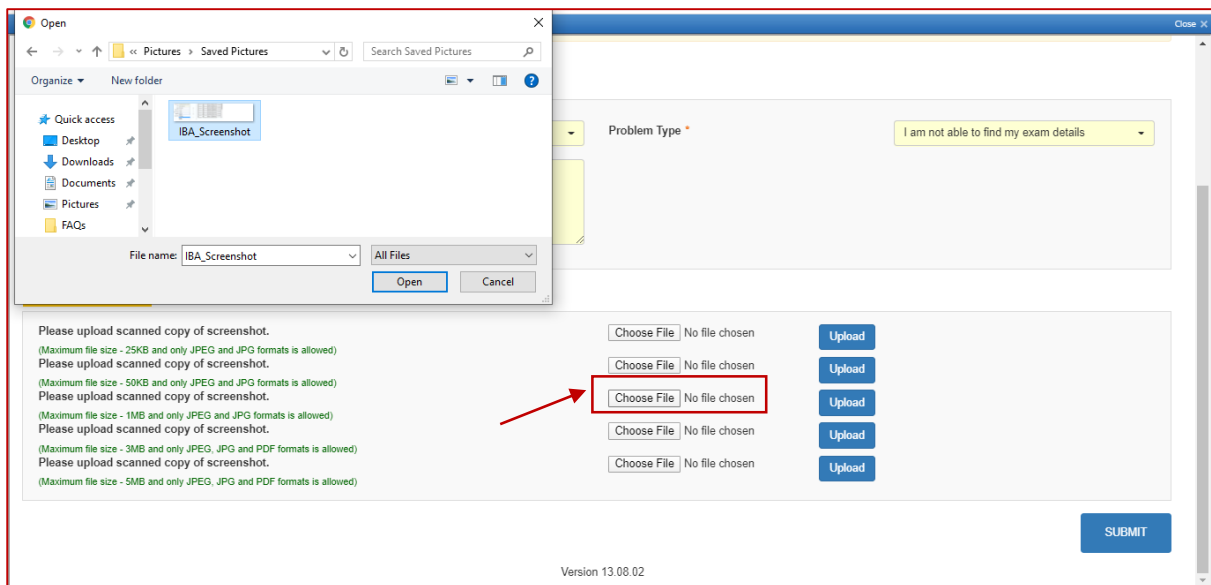 Open
Close ×
« Pictures > Saved Pictures
Search Saved Pictures
Organize
New folder
Quick access
Desktop
Downloads
Documents
Pictures
FAQs
IBA_Screenshot
File name: IBA_Screenshot
All Files
Open
Cancel
Problem Type *
I am not able to find my exam details
Please upload scanned copy of screenshot.
Choose File No file chosen
Upload
(Maximum file size - 25KB and only JPEG and JPG formats is allowed)
Please upload scanned copy of screenshot.
Choose File No file chosen
Upload
(Maximum file size - 50KB and only JPEG and JPG formats is allowed)
Please upload scanned copy of screenshot.
Choose File No file chosen
Upload
(Maximum file size - 1MB and only JPEG and JPG formats is allowed)
Please upload scanned copy of screenshot.
Choose File No file chosen
Upload
(Maximum file size - 3MB and only JPEG, JPG and PDF formats is allowed)
Please upload scanned copy of screenshot.
Choose File No file chosen
Upload
(Maximum file size - 5MB and only JPEG, JPG and PDF formats is allowed)
SUBMIT
Version 13.08.02